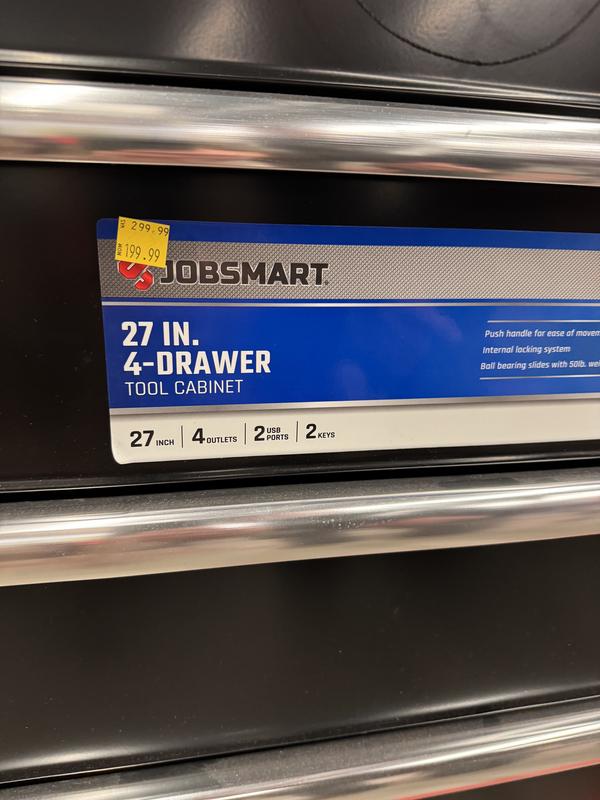 WAS 299.99
NOW 199.99
JOBSMART.
27 IN.
4-DRAWER
TOOL CABINET
Push handle for ease of movem
Internal locking system
Ball bearing slides with 50lb. wei
27 INCH | 4 OUTLETS | 2 USB PORTS | 2 KEYS